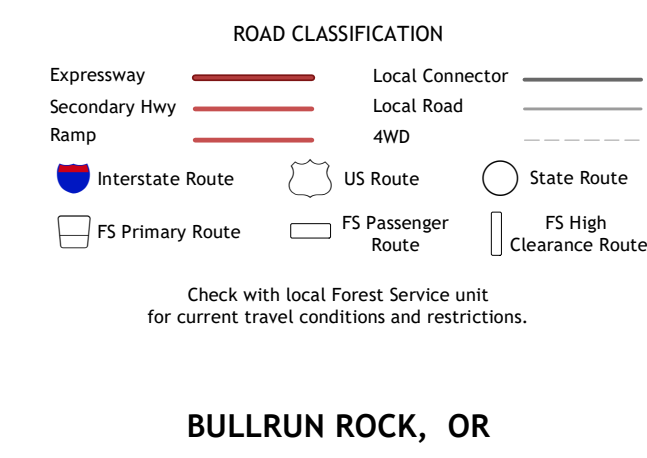 ROAD CLASSIFICATION
Expressway
Local Connector
Secondary Hwy
Local Road
Ramp
4WD
Interstate Route
US Route
State Route
FS Primary Route
FS Passenger
Route
FS High
Clearance Route
Check with local Forest Service unit
for current travel conditions and restrictions.
BULLRUN ROCK, OR